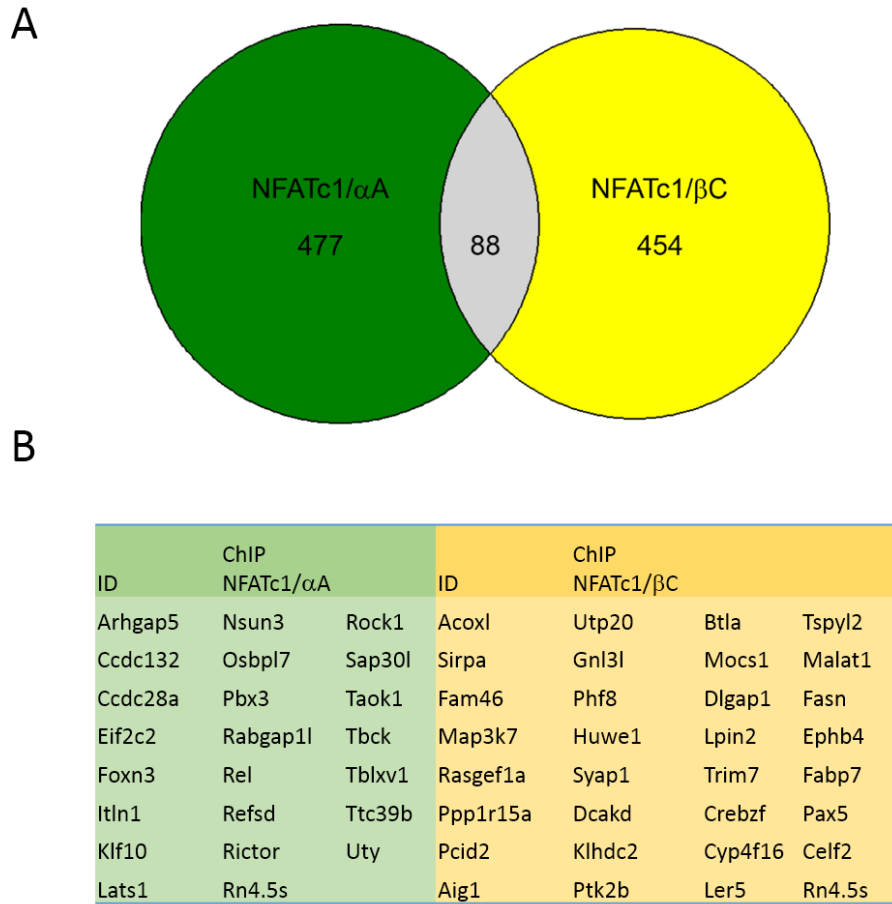 A
NFATc1/αA NFATc1/βC
477 88 454
B
ChIP ChIP
ID NFATc1/αA ID NFATc1/βC
Arhgap5 Nsun3 Rock1 Acoxl Utp20 Btla Tspyl2
Ccdc132 Osbpl7 Sap30l Sirpa Gnl3l Mocs1 Malat1
Ccdc28a Pbx3 Taok1 Fam46 Phf8 Dlgap1 Fasn
Eif2c2 Rabgap1l Tbck Map3k7 Huwe1 Lpin2 Ephb4
Foxn3 Rel Tblxv1 Rasgef1a Syap1 Trim7 Fabp7
Itln1 Refsd Ttc39b Ppp1r15a Dcakd Crebzf Pax5
Klf10 Rictor Uty Pcid2 Klhdc2 Cyp4f16 Celf2
Lats1 Rn4.5s Aig1 Ptk2b Ler5 Rn4.5s